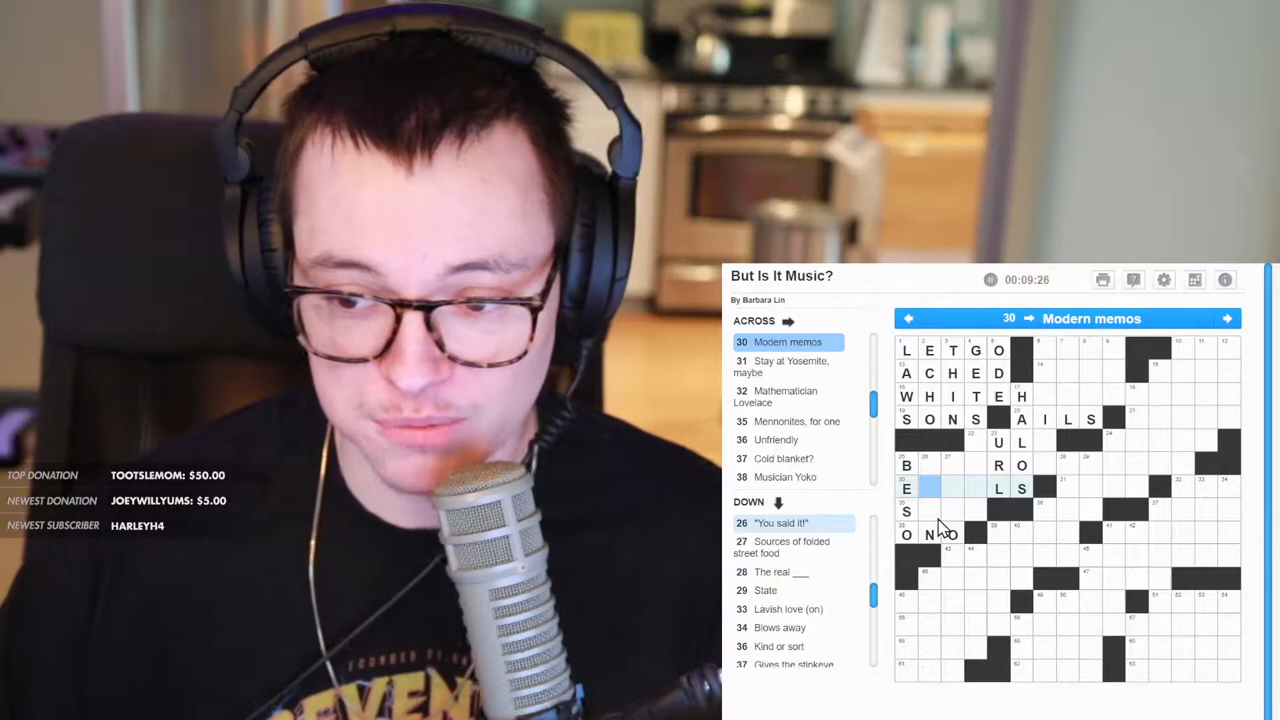 But Is It Music?
00:09:26
By Barbara Lin
ACROSS
30 Modern memos
31 Stay at Yosemite, maybe
32 Mathematician Lovelace
35 Mennonites, for one
36 Unfriendly
37 Cold blanket?
38 Musician Yoko
DOWN
26 "You said it!"
27 Sources of folded street food
28 The real ___
29 State
33 Lavish love (on)
34 Blows away
36 Kind or sort
37 Gives the stinkeye
30 Modern memos
L E T G O
A C H E D
W H I T E H
S O N S A I L S
U L
B R O
E L S
S
O N O
TOP DONATION TOOTSLEMOM: $50.00
NEWEST DONATION JOEYWILLYUMS: $5.00
NEWEST SUBSCRIBER HARLEYH4